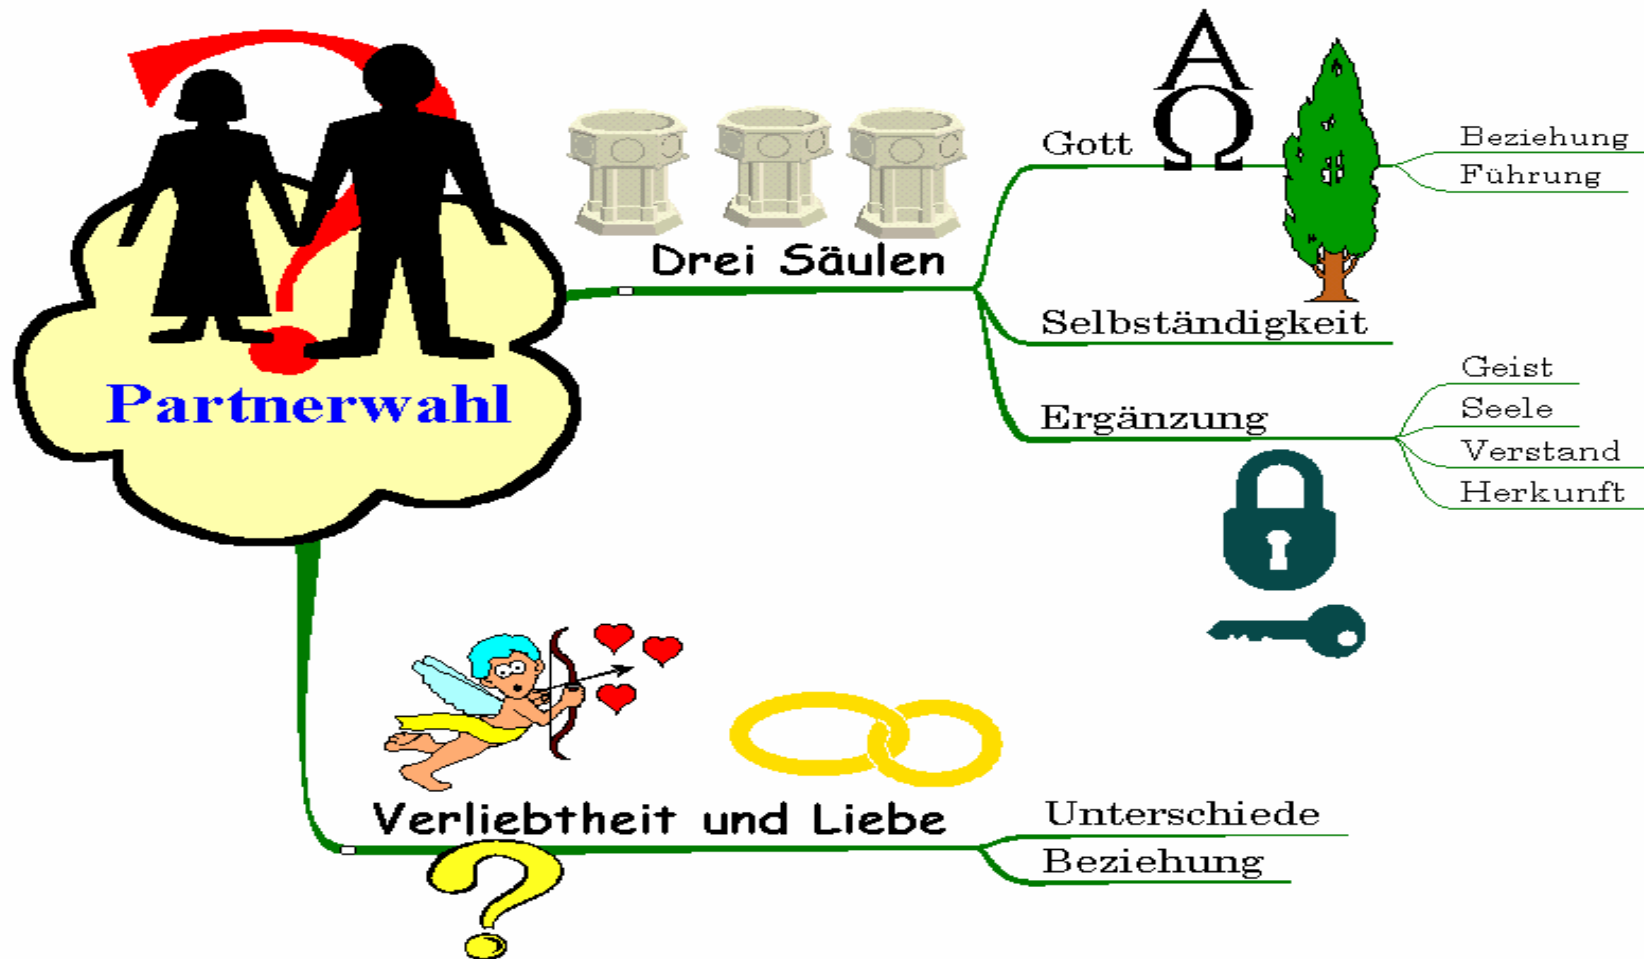 Partnerwahl
Drei Säulen
Gott
Α
Ω
Beziehung
Führung
Selbständigkeit
Ergänzung
Geist
Seele
Verstand
Herkunft
Verliebtheit und Liebe
Unterschiede
Beziehung